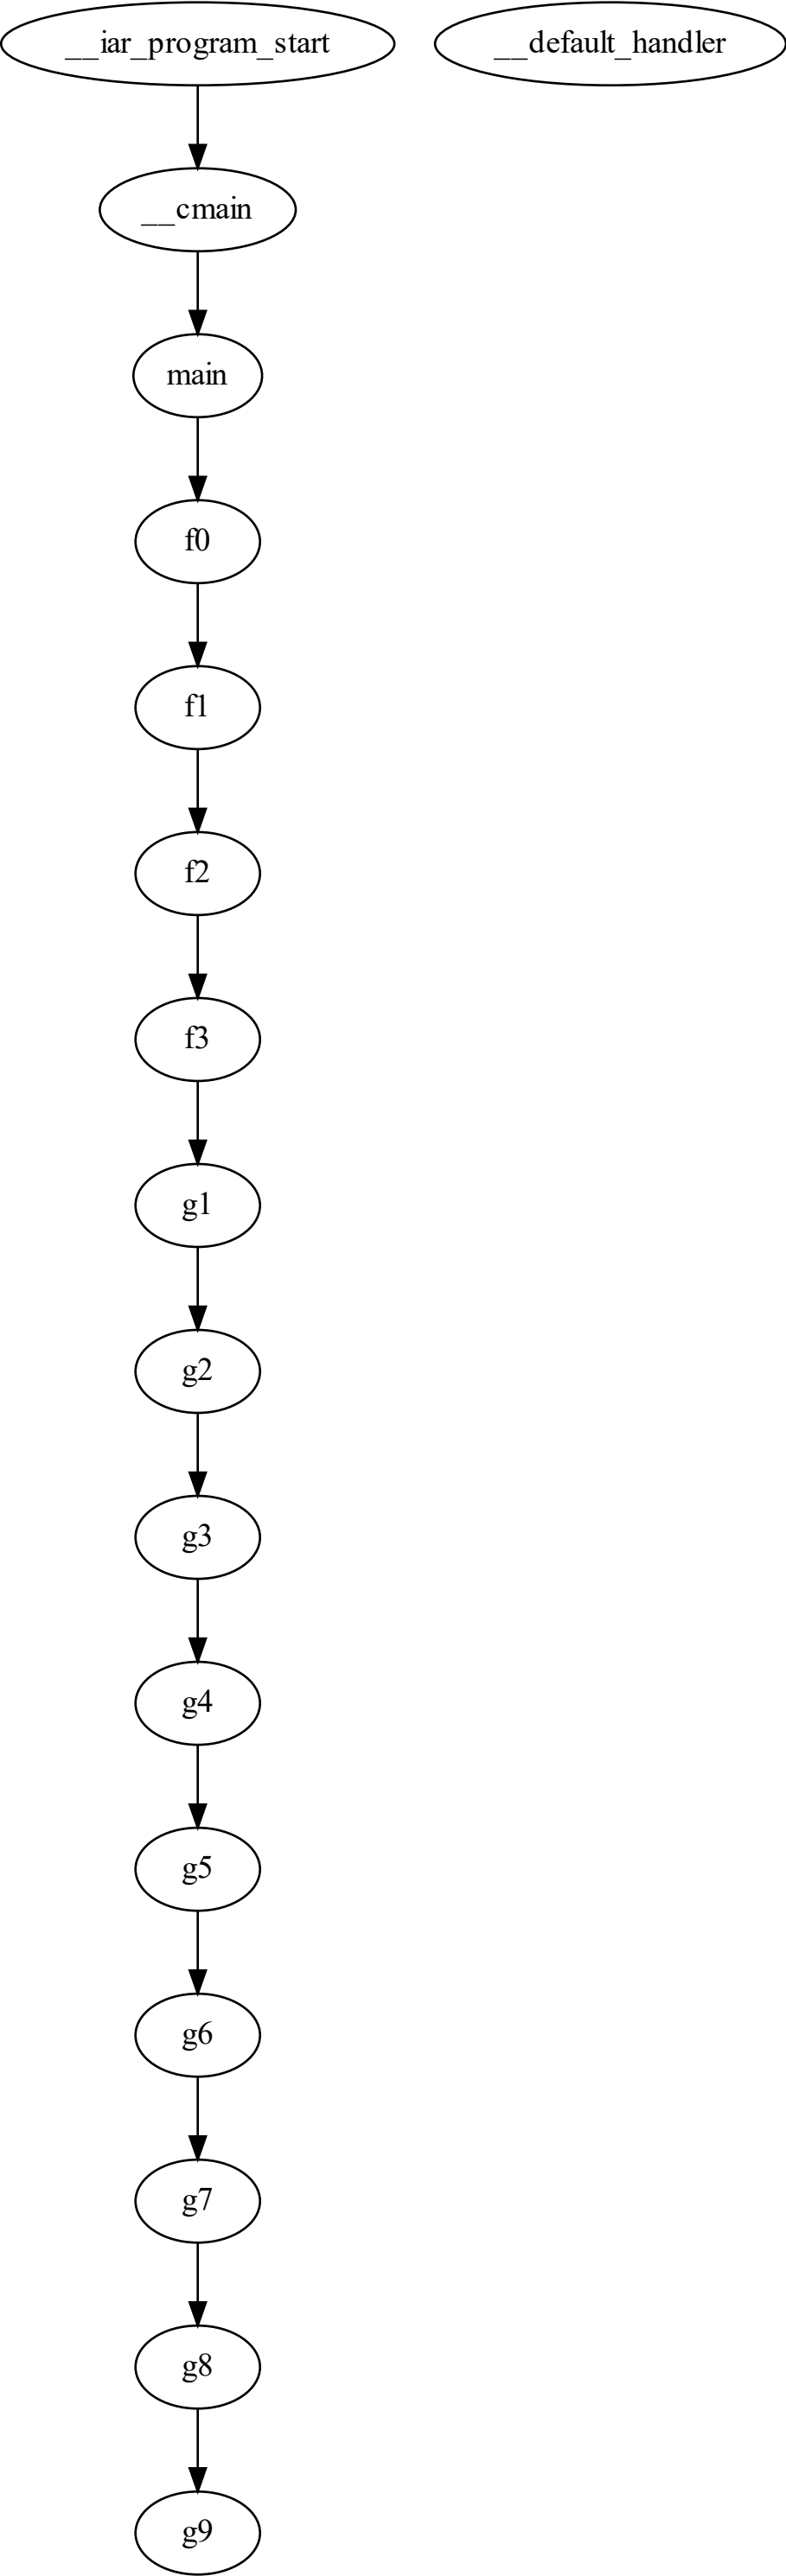 __iar_program_start
__default_handler
__cmain
main
f0
f1
f2
f3
g1
g2
g3
g4
g5
g6
g7
g8
g9